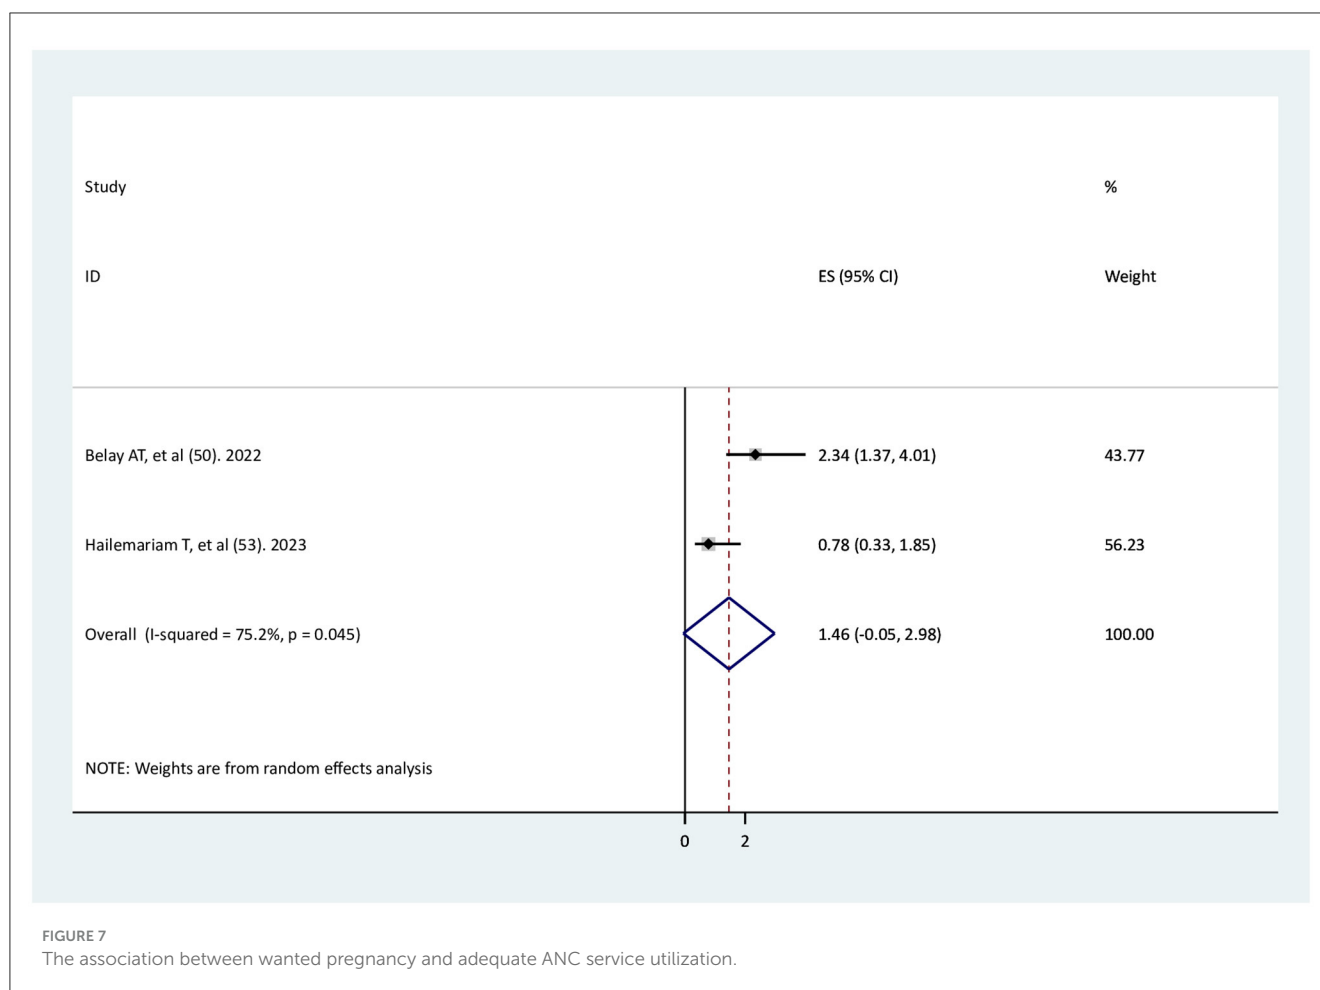 Study %
ID ES (95% CI) Weight
Belay AT, et al (50). 2022 2.34 (1.37, 4.01) 43.77
Hailemariam T, et al (53). 2023 0.78 (0.33, 1.85) 56.23
Overall (I-squared = 75.2%, p = 0.045) 1.46 (-0.05, 2.98) 100.00
NOTE: Weights are from random effects analysis
0 2
FIGURE 7
The association between wanted pregnancy and adequate ANC service utilization.